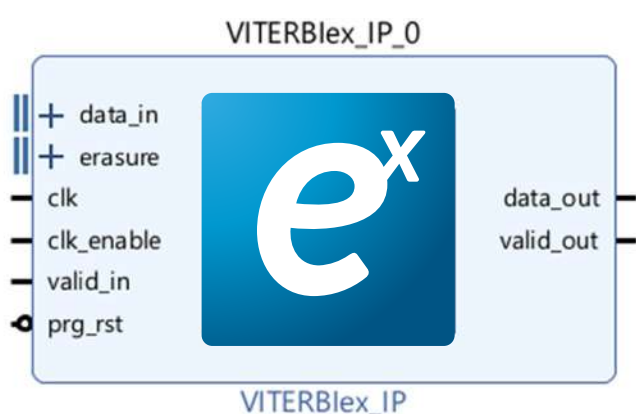 VITERBIex_IP_0
+ data_in
+ erasure
clk
clk_enable
valid_in
prg_rst
ex
data_out
valid_out
VITERBIex_IP